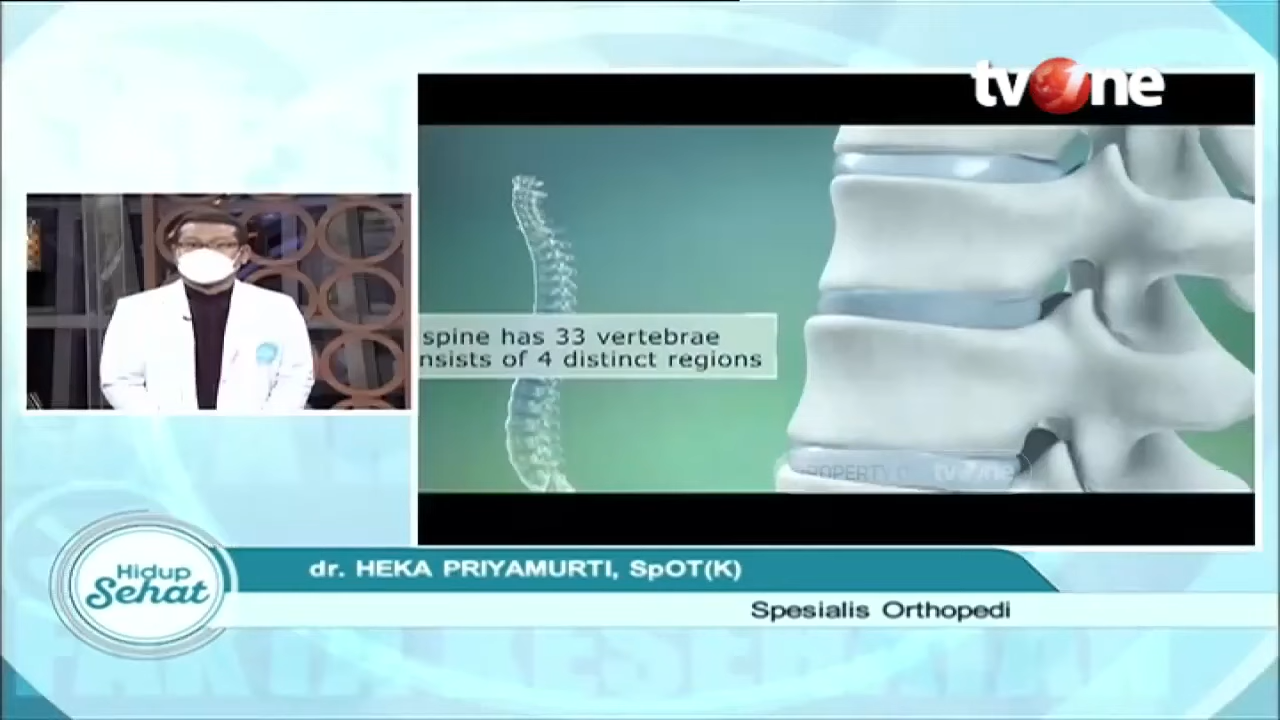 tvOne
spine has 33 vertebrae
nsists of 4 distinct regions
PROPERTY O tvOne
Hidup
Sehat
dr. HEKA PRIYAMURTI, SpOT(K)
Spesialis Orthopedi